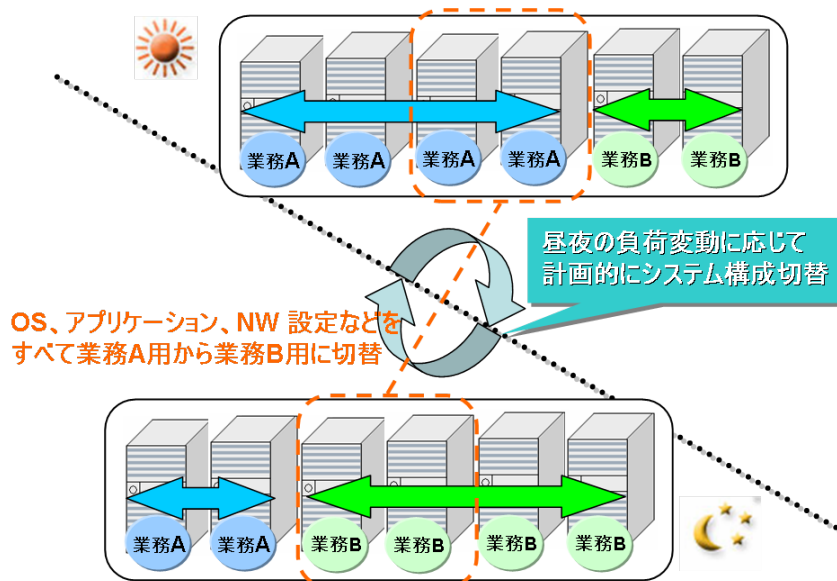 業務A
業務A
業務A
業務A
業務B
業務B
昼夜の負荷変動に応じて
計画的にシステム構成切替
OS、アプリケーション、NW 設定などを
すべて業務A用から業務B用に切替
業務A
業務A
業務B
業務B
業務B
業務B